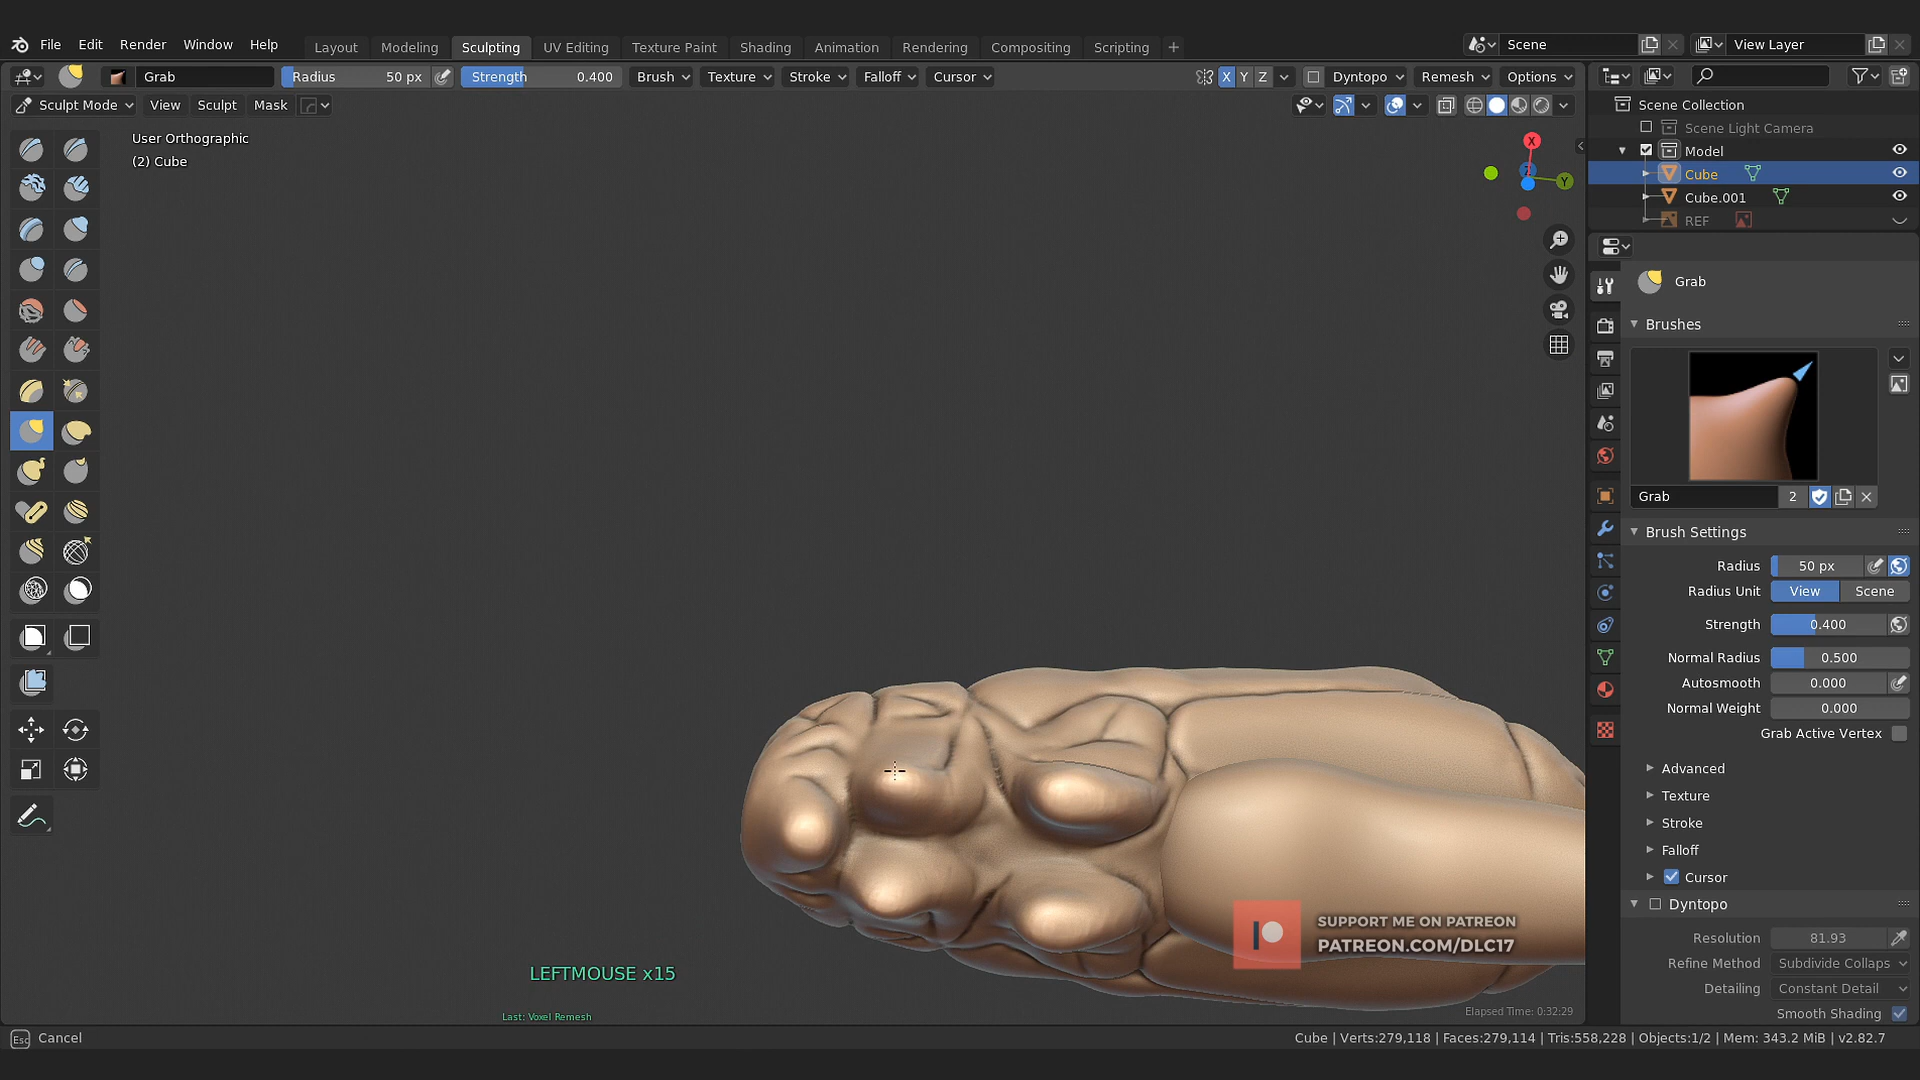 File Edit Render Window Help Layout Modeling Sculpting UV Editing Texture Paint Shading Animation Rendering Compositing Scripting + Scene View Layer
Grab Radius 50 px Strength 0.400 Brush Texture Stroke Falloff Cursor X Y Z Dyntopo Remesh Options
Sculpt Mode View Sculpt Mask
User Orthographic
(2) Cube
X
Y
Z
Scene Collection
Scene Light Camera
Model
Cube
Cube.001
REF
Grab
Brushes
Grab 2
Brush Settings
Radius 50 px
Radius Unit View Scene
Strength 0.400
Normal Radius 0.500
Autosmooth 0.000
Normal Weight 0.000
Grab Active Vertex
Advanced
Texture
Stroke
Falloff
Cursor
Dyntopo
Resolution 81.93
Refine Method Subdivide Collaps
Detailing Constant Detail
Smooth Shading
SUPPORT ME ON PATREON
PATREON.COM/DLC17
LEFTMOUSE x15
Last: Voxel Remesh
Elapsed Time: 0:32:29
Esc Cancel
Cube | Verts:279,118 | Faces:279,114 | Tris:558,228 | Objects:1/2 | Mem: 343.2 MiB | v2.82.7